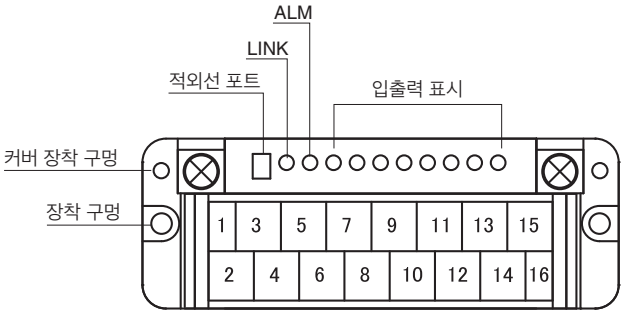 ALM
LINK
적외선 포트
입출력 표시
커버 장착 구멍
장착 구멍
1 3 5 7 9 11 13 15
2 4 6 8 10 12 14 16